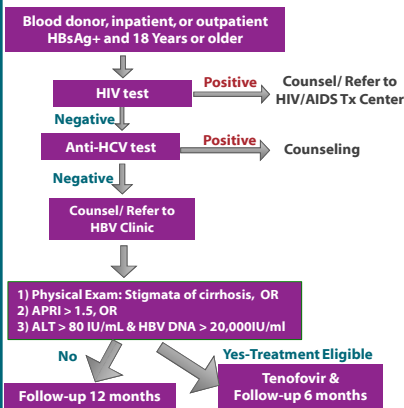 Blood donor, inpatient, or outpatient
HBsAg+ and 18 Years or older
HIV test
Positive
Counsel/ Refer to
HIV/AIDS Tx Center
Negative
Anti-HCV test
Positive
Counseling
Negative
Counsel/ Refer to
HBV Clinic
1) Physical Exam: Stigmata of cirrhosis, OR
2) APRI > 1.5, OR
3) ALT > 80 IU/mL & HBV DNA > 20,000IU/ml
No
Yes-Treatment Eligible
Follow-up 12 months
Tenofovir &
Follow-up 6 months